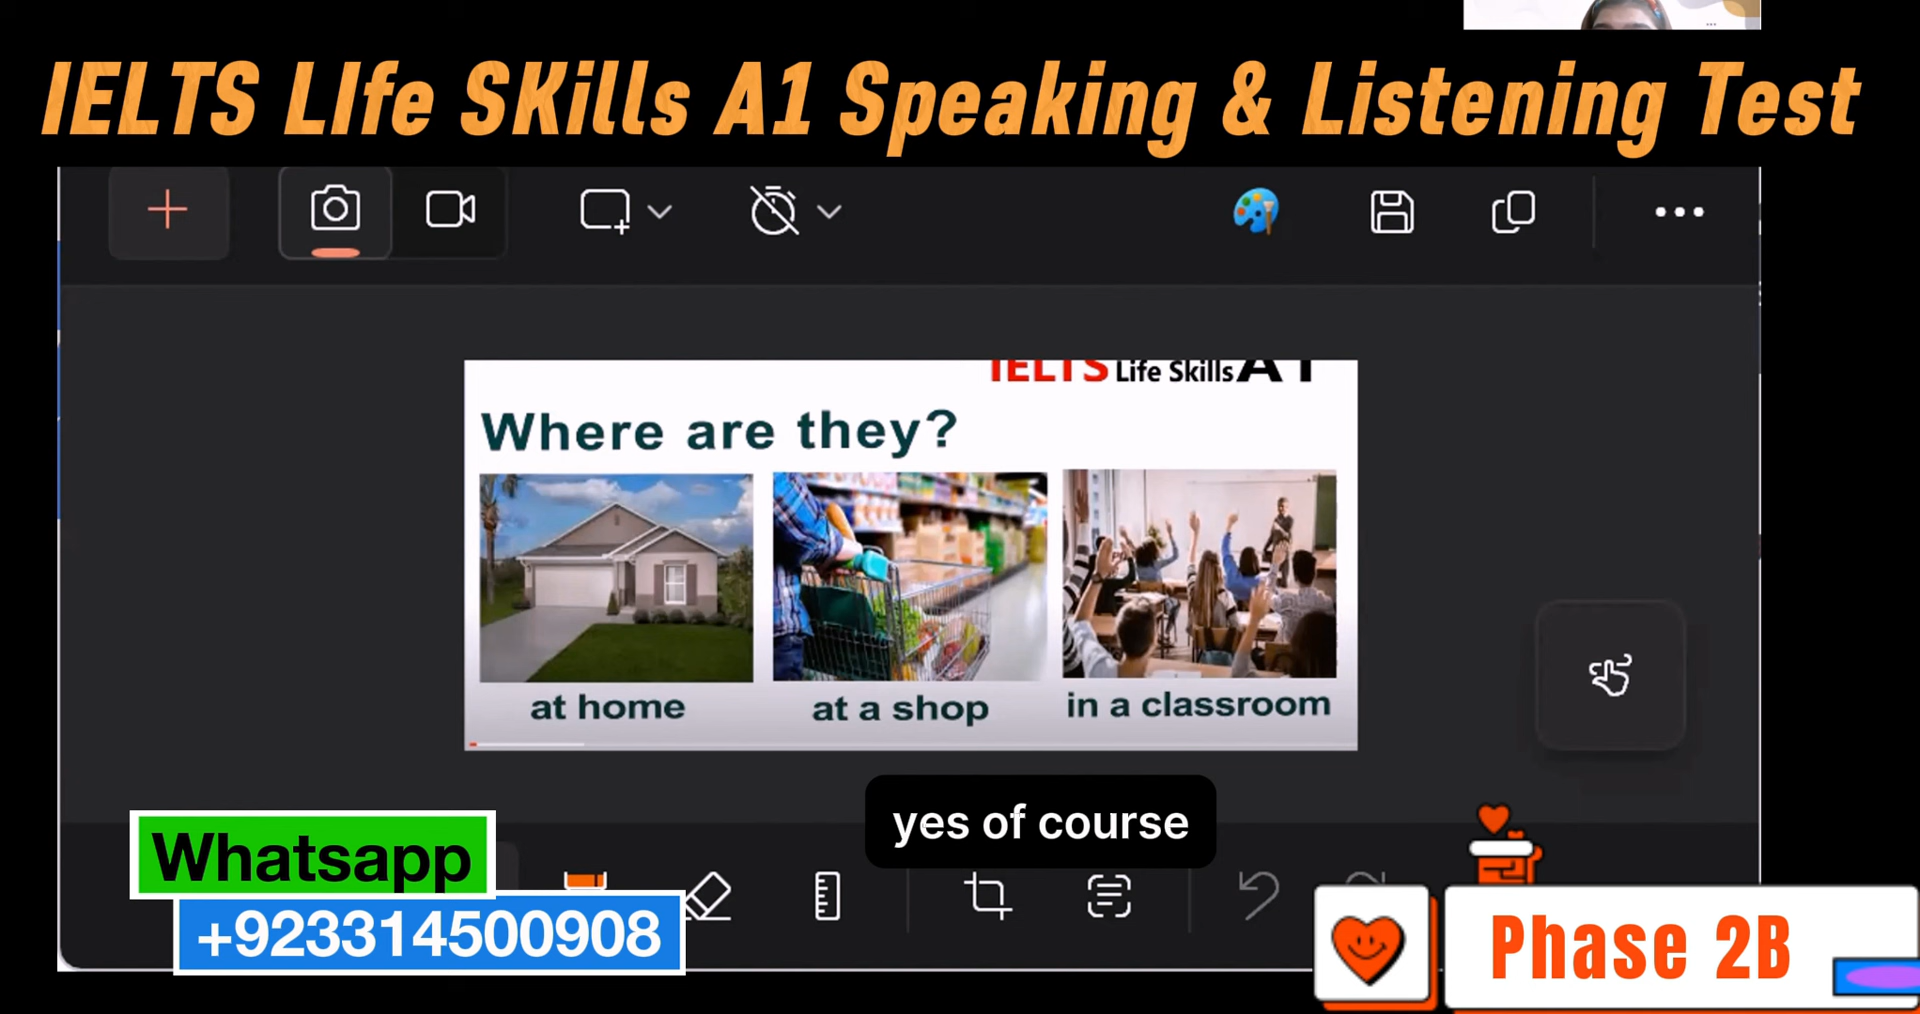 IELTS LIfe SKills A1 Speaking & Listening Test
IELTS Life Skills A1
Where are they?
at home
at a shop
in a classroom
yes of course
Whatsapp
+923314500908
Phase 2B